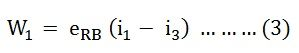 W₁ = e_RB (i₁ − i₃) … … … (3)